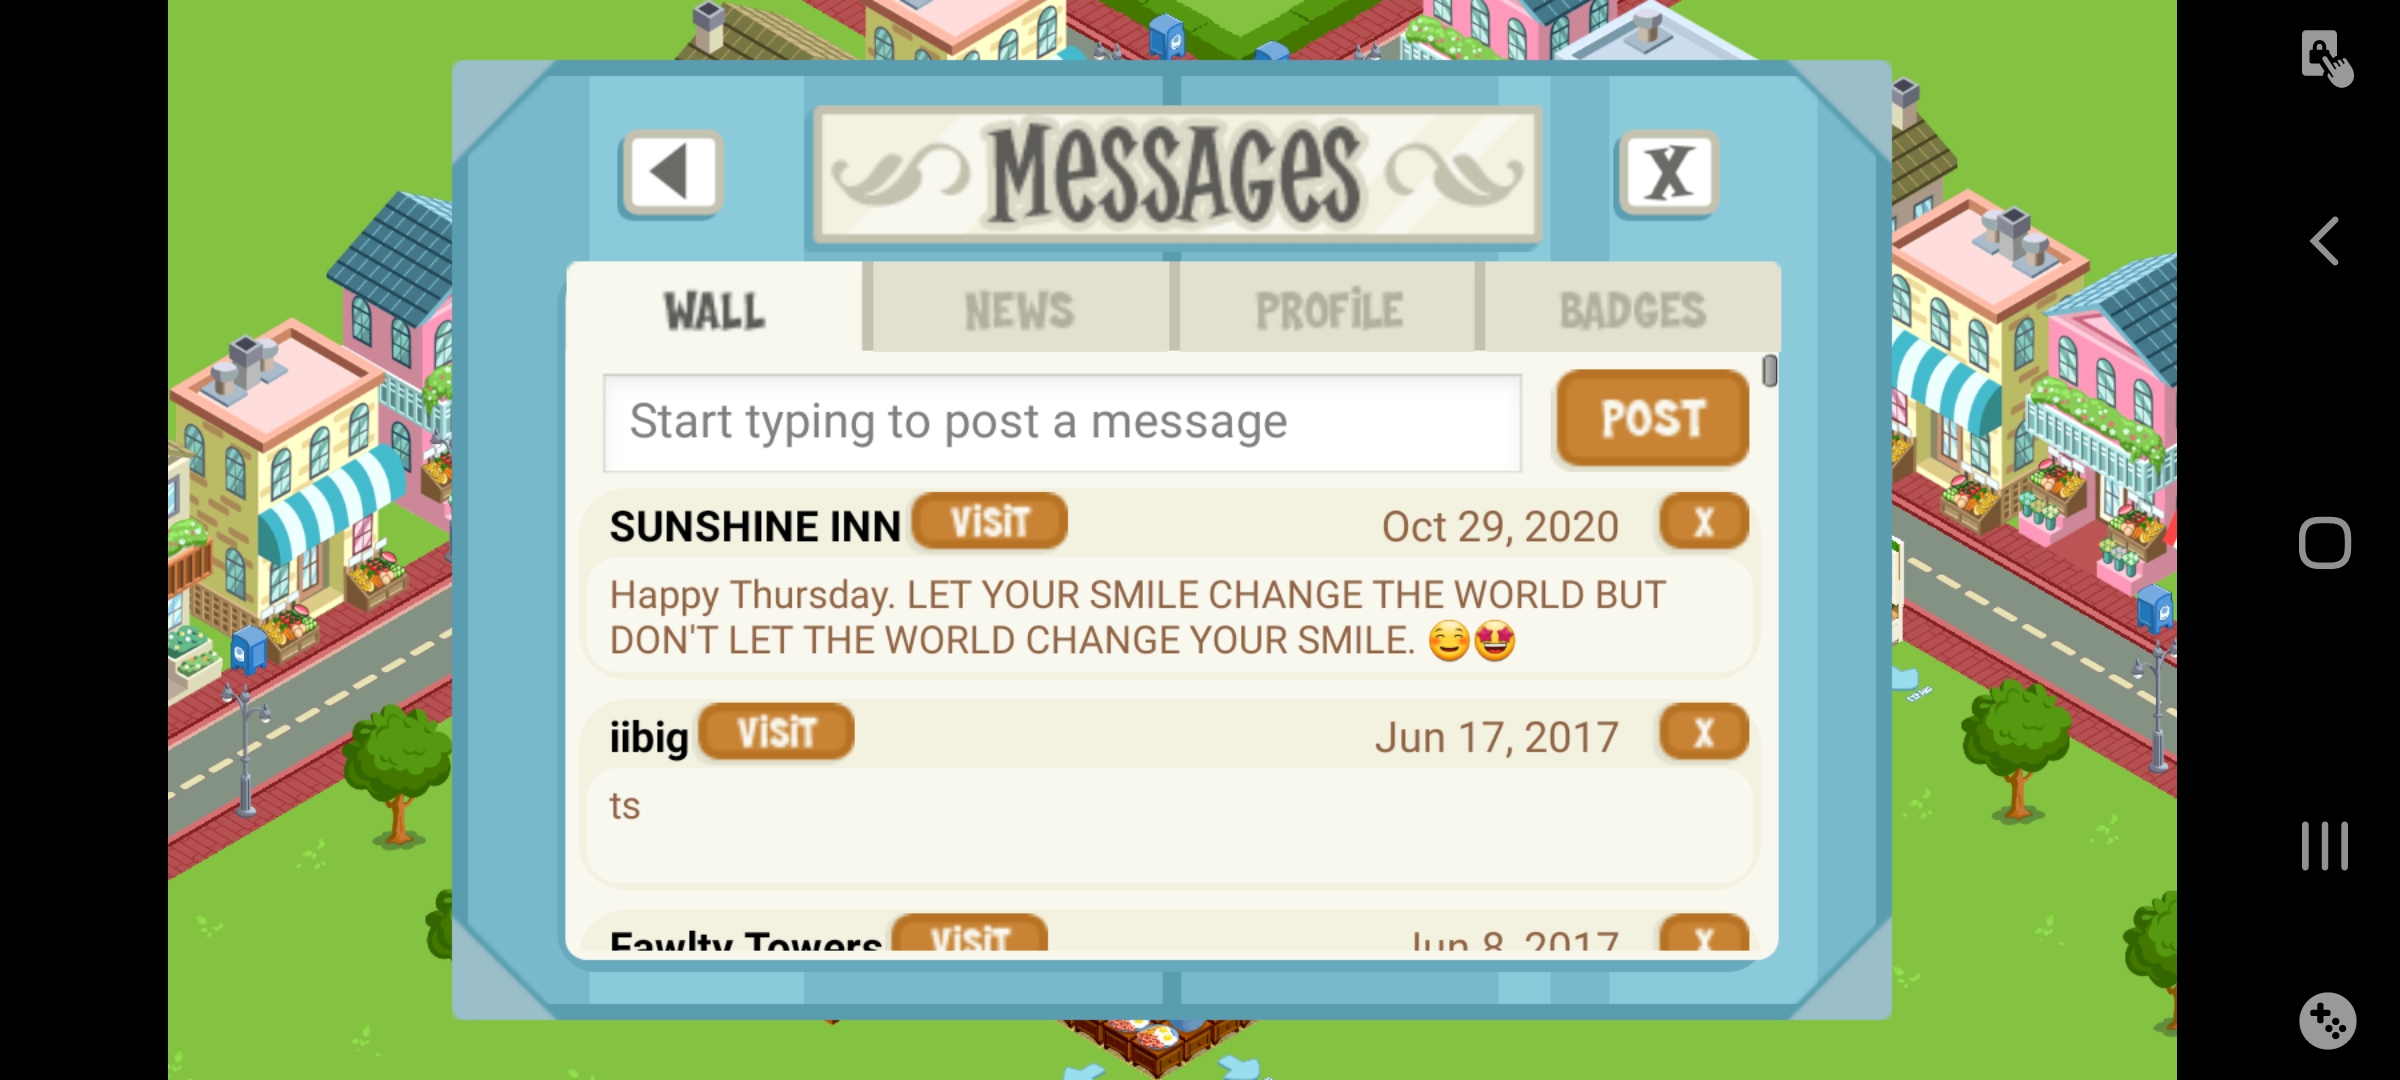 Messages
WALL
NEWS
PROFILE
BADGES
Start typing to post a message
POST
SUNSHINE INN VISIT Oct 29, 2020 X
Happy Thursday. LET YOUR SMILE CHANGE THE WORLD BUT
DON'T LET THE WORLD CHANGE YOUR SMILE. 😊🤩
iibig VISIT Jun 17, 2017 X
ts
Fawlty Towers VISIT Jun 8, 2017 X